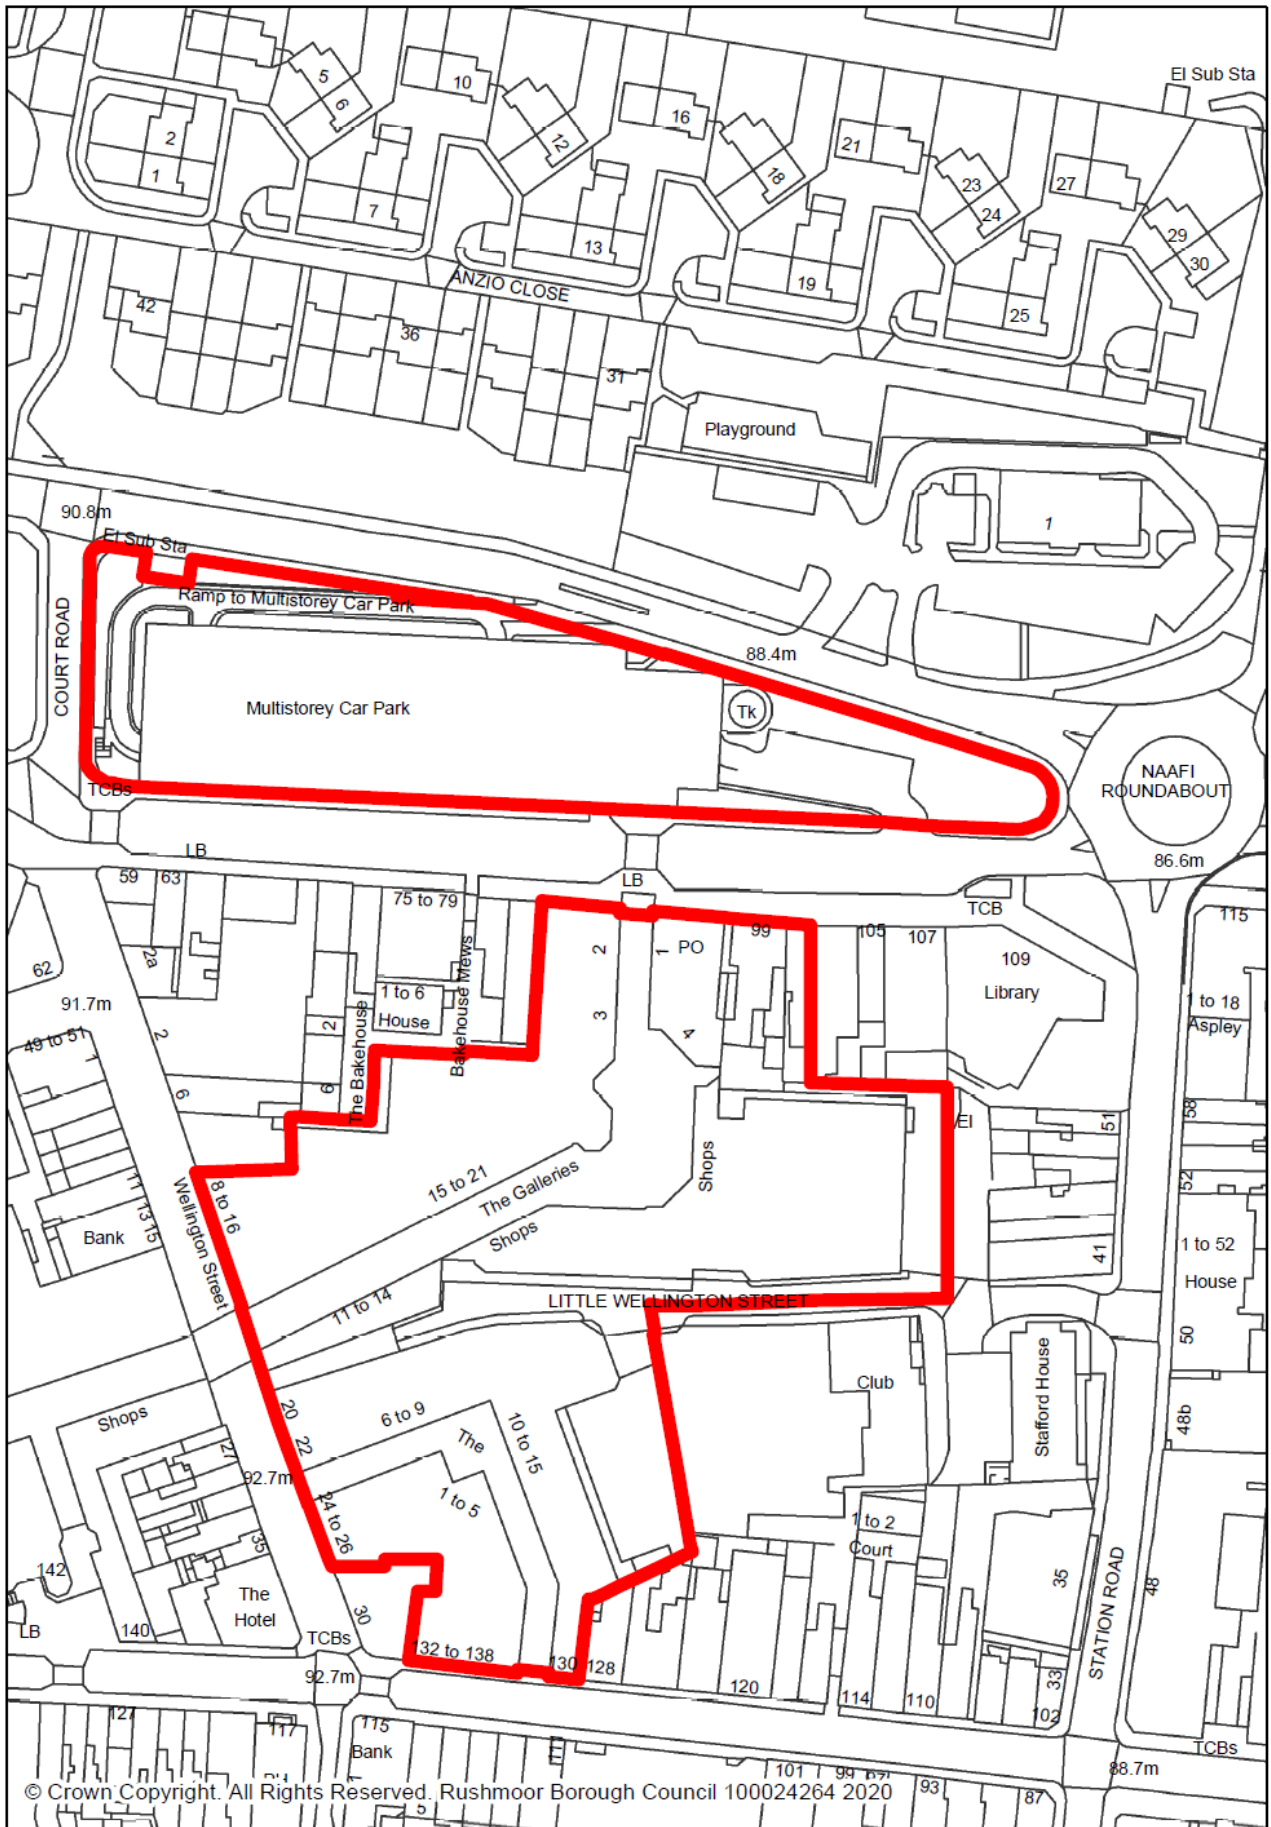 El Sub Sta
5
6
10
12
16
18
21
23
24
27
29
30
2
1
7
13
19
25
ANZIO CLOSE
42
36
31
Playground
1
90.8m
El Sub Sta
Ramp to Multistorey Car Park
COURT ROAD
88.4m
Multistorey Car Park
Tk
NAAFI
ROUNDABOUT
TCBs
LB
86.6m
59
63
75 to 79
LB
TCB
115
2a
2
1
PO
99
105
107
109
Library
62
91.7m
49 to 51
1
2
6
2
6
The Bakehouse
1 to 6
House
Bakehouse Mews
3
4
1 to 18
Aspley
El
51
58
52
41
Shops
15 to 21
The Galleries
Shops
8 to 16
Wellington Street
11
13
15
Bank
1 to 52
House
11 to 14
LITTLE WELLINGTON STREET
50
Club
Stafford House
48b
Shops
20
22
6 to 9
The
10 to 15
27
92.7m
24 to 26
1 to 5
35
1 to 2
Court
35
142
The
Hotel
30
48
STATION ROAD
LB
140
TCBs
132 to 138
130
128
120
114
110
33
102
92.7m
127
117
115
Bank
111
101
99
97
93
87
88.7m
TCBs
© Crown Copyright. All Rights Reserved. Rushmoor Borough Council 100024264 2020